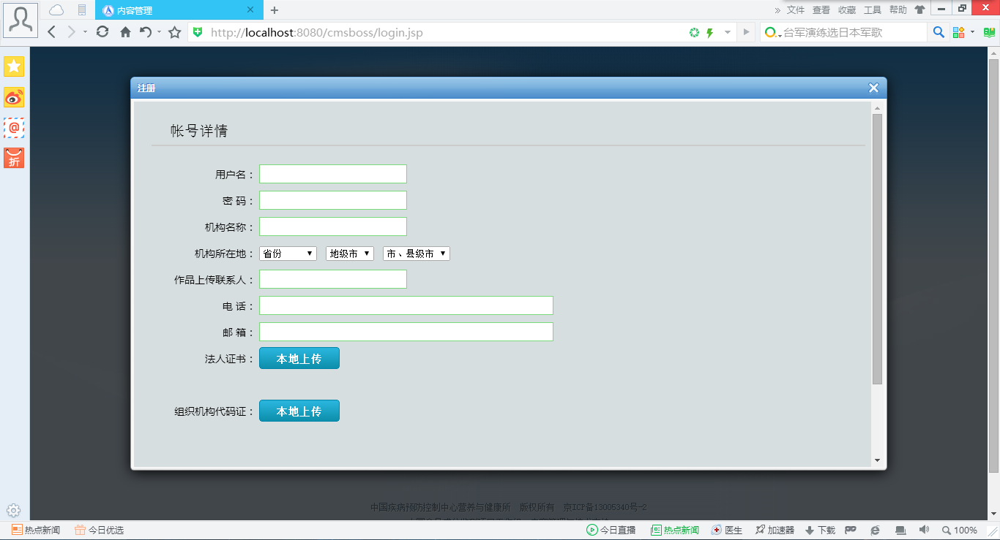 内容管理
» 文件 查看 收藏 工具 帮助
http://localhost:8080/cmsboss/login.jsp
台军演练选日本军歌
注册
帐号详情
用户名：
密 码：
机构名称：
机构所在地： 省份 地级市 市、县级市
作品上传联系人：
电 话：
邮 箱：
法人证书： 本地上传
组织机构代码证： 本地上传
折
中国疾病预防控制中心营养与健康所 版权所有 京ICP备13005340号-2
热点新闻 今日优选 今日直播 热点新闻 医生 加速器 下载 100%